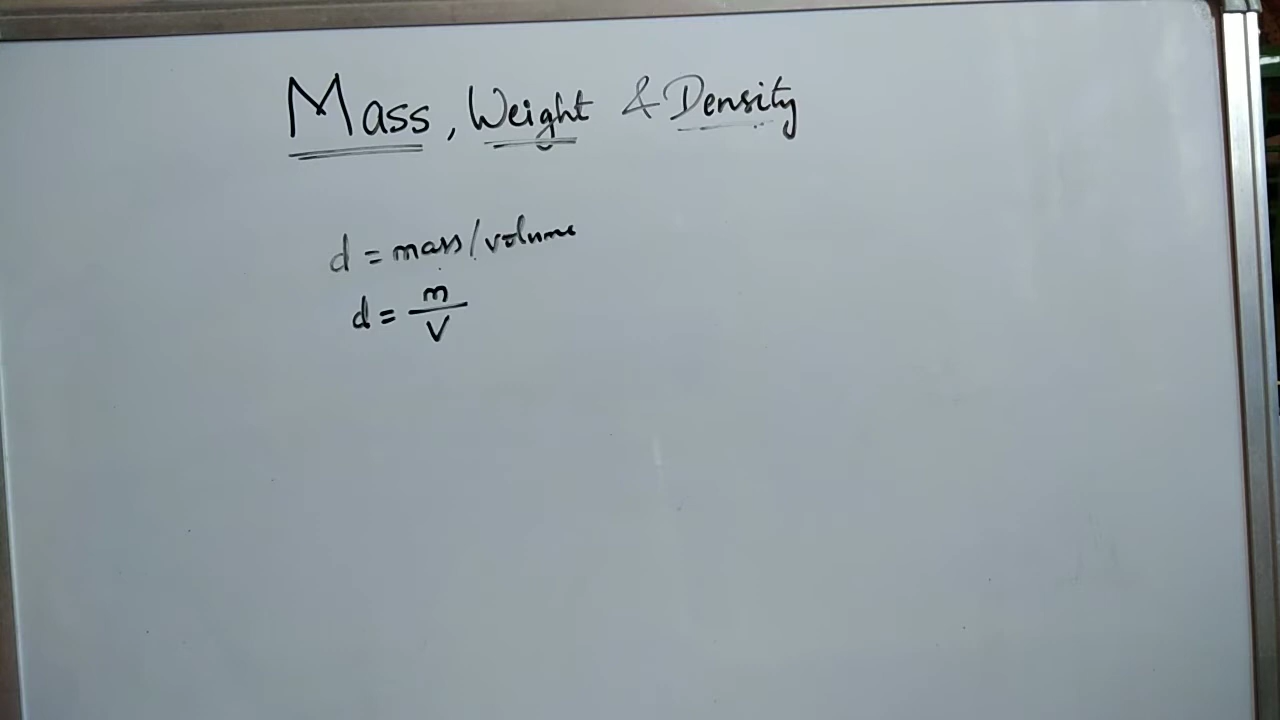 Mass, Weight & Density
d = mass/volume
d = m/V